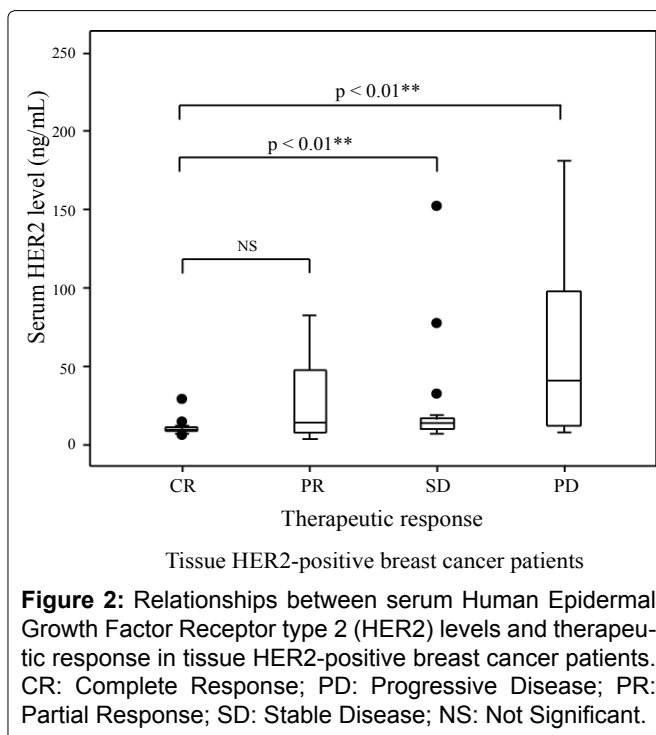 250
200
150
100
50
0
Serum HER2 level (ng/mL)
p < 0.01**
p < 0.01**
NS
CR PR SD PD
Therapeutic response
Tissue HER2-positive breast cancer patients
Figure 2: Relationships between serum Human Epidermal
Growth Factor Receptor type 2 (HER2) levels and therapeu-
tic response in tissue HER2-positive breast cancer patients.
CR: Complete Response; PD: Progressive Disease; PR:
Partial Response; SD: Stable Disease; NS: Not Significant.